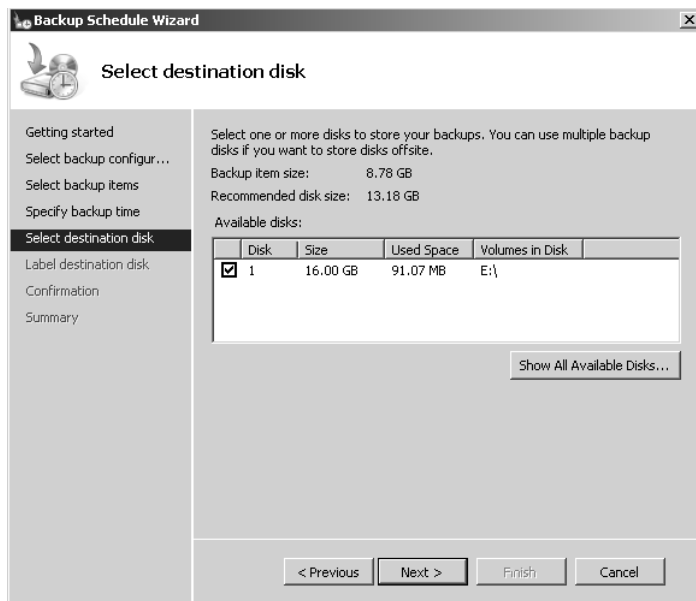 Backup Schedule Wizard
Select destination disk
Getting started
Select backup configur...
Select backup items
Specify backup time
Select destination disk
Label destination disk
Confirmation
Summary
Select one or more disks to store your backups. You can use multiple backup
disks if you want to store disks offsite.
Backup item size: 8.78 GB
Recommended disk size: 13.18 GB
Available disks:
Disk Size Used Space Volumes in Disk
1 16.00 GB 91.07 MB E:\
Show All Available Disks...
< Previous Next > Finish Cancel